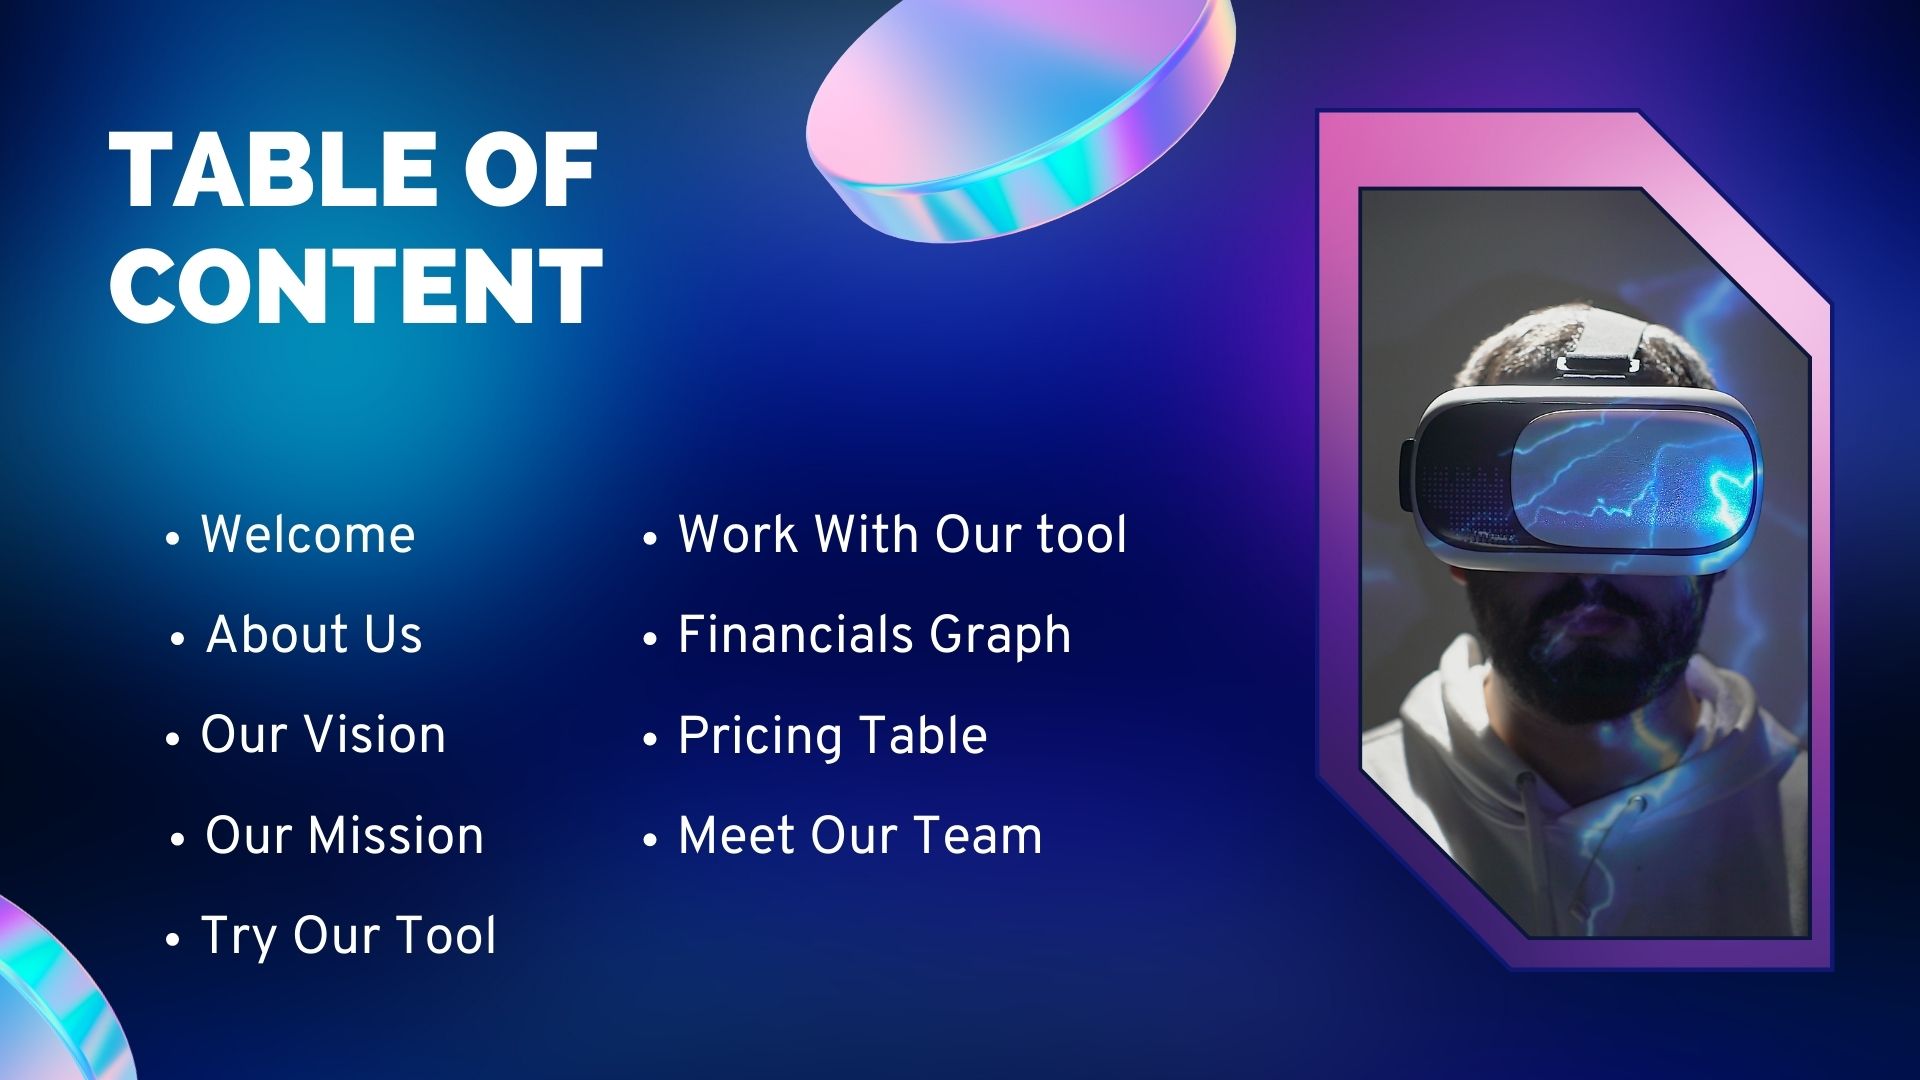 TABLE OF
CONTENT
• Welcome
• About Us
• Our Vision
• Our Mission
• Try Our Tool
• Work With Our tool
• Financials Graph
• Pricing Table
• Meet Our Team